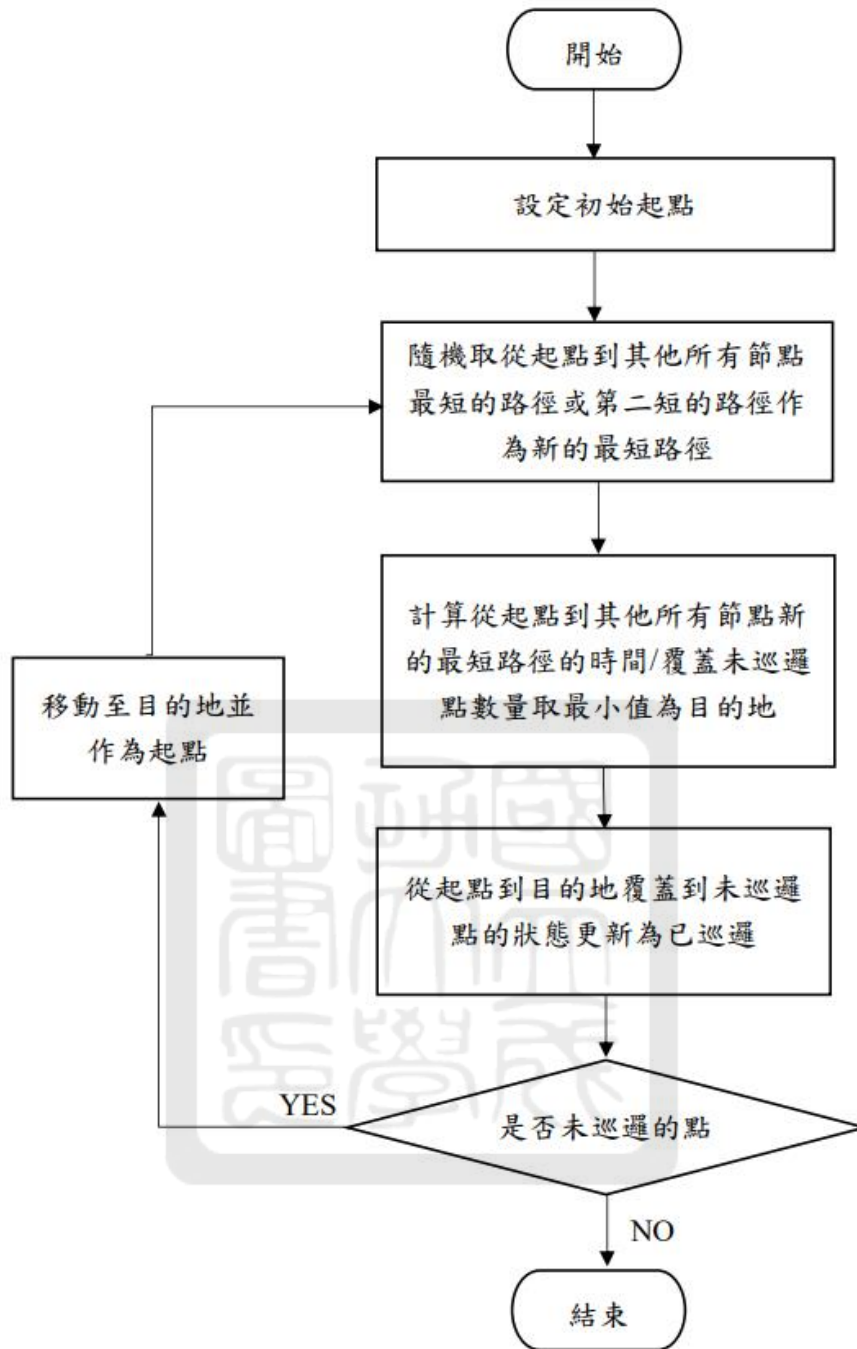 開始
設定初始起點
隨機取從起點到其他所有節點
最短的路徑或第二短的路徑作
為新的最短路徑
計算從起點到其他所有節點新
的最短路徑的時間/覆蓋未巡邏
點數量取最小值為目的地
移動至目的地並
作為起點
從起點到目的地覆蓋到未巡邏
點的狀態更新為已巡邏
YES
是否未巡邏的點
NO
結束